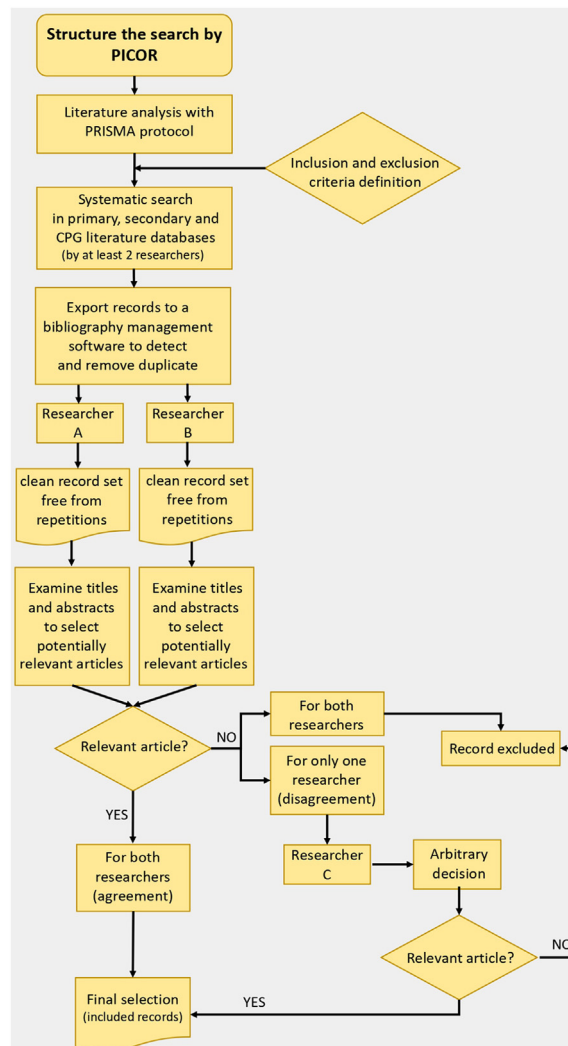 Structure the search by
PICOR
Literature analysis with
PRISMA protocol
Inclusion and exclusion
criteria definition
Systematic search
in primary, secondary and
CPG literature databases
(by at least 2 researchers)
Export records to a
bibliography management
software to detect
and remove duplicate
Researcher
A
Researcher
B
clean record set
free from
repetitions
clean record set
free from
repetitions
Examine titles
and abstracts
to select
potentially
relevant articles
Examine titles
and abstracts
to select
potentially
relevant articles
Relevant article?
NO
For both
researchers
Record excluded
For only one
researcher
(disagreement)
YES
For both
researchers
(agreement)
Researcher
C
Arbitrary
decision
Relevant article?
NO
YES
Final selection
(included records)